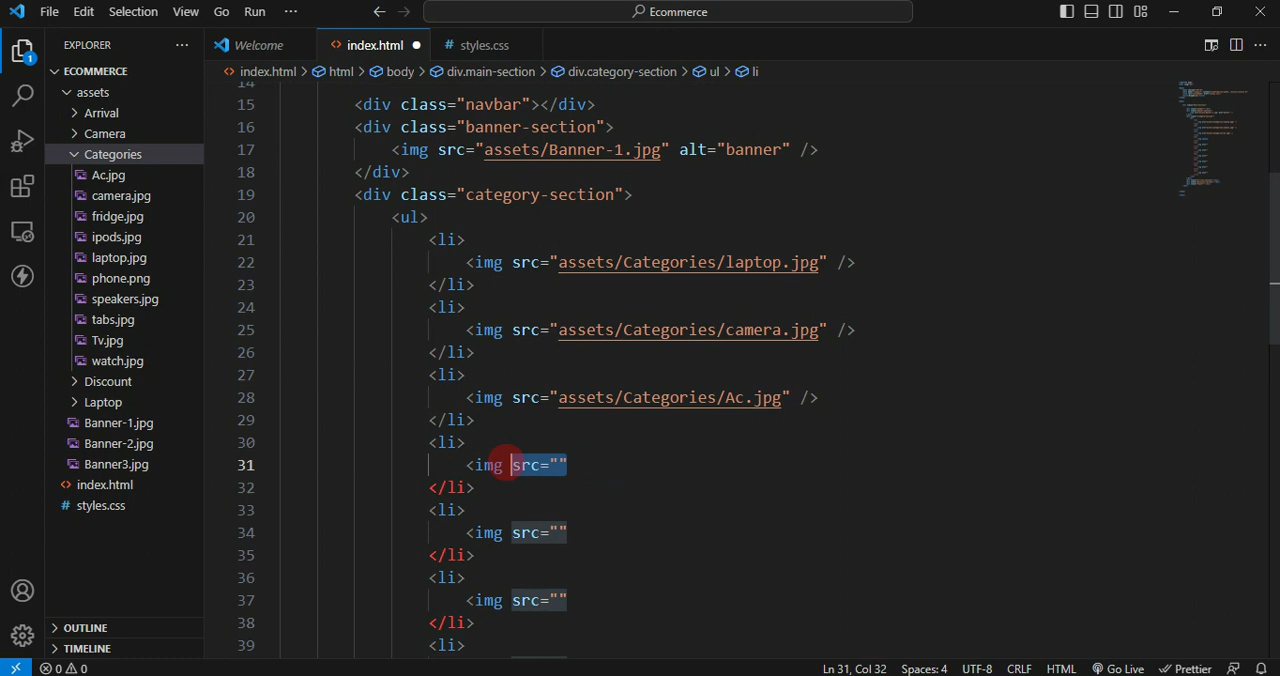 File Edit Selection View Go Run ··· Ecommerce
EXPLORER ···
ECOMMERCE
assets
Arrival
Camera
Categories
Ac.jpg
camera.jpg
fridge.jpg
ipods.jpg
laptop.jpg
phone.png
speakers.jpg
tabs.jpg
Tv.jpg
watch.jpg
Discount
Laptop
Banner-1.jpg
Banner-2.jpg
Banner3.jpg
index.html
styles.css
OUTLINE
TIMELINE
1
Welcome index.html styles.css
index.html > html > body > div.main-section > div.category-section > ul > li
14
15 <div class="navbar"></div>
16 <div class="banner-section">
17 <img src="assets/Banner-1.jpg" alt="banner" />
18 </div>
19 <div class="category-section">
20 <ul>
21 <li>
22 <img src="assets/Categories/laptop.jpg" />
23 </li>
24 <li>
25 <img src="assets/Categories/camera.jpg" />
26 </li>
27 <li>
28 <img src="assets/Categories/Ac.jpg" />
29 </li>
30 <li>
31 <img src=""
32 </li>
33 <li>
34 <img src=""
35 </li>
36 <li>
37 <img src=""
38 </li>
39 <li>
0 0 Ln 31, Col 32 Spaces: 4 UTF-8 CRLF HTML Go Live Prettier